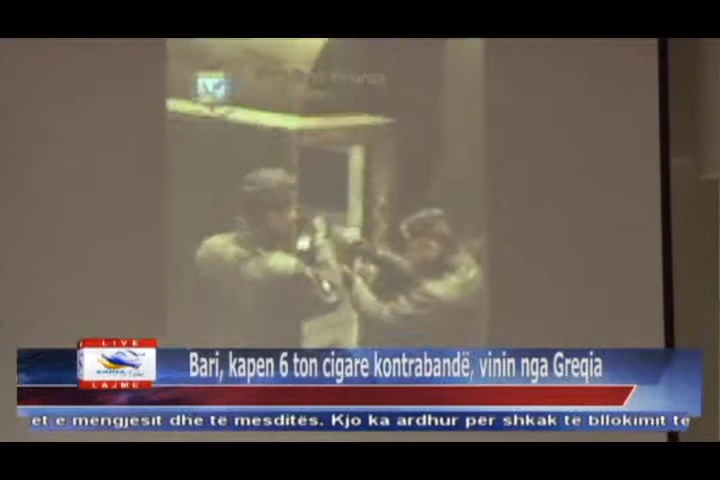 LIVE
LAJME
Bari, kapen 6 ton cigare kontrabandë, vinin nga Greqia
et e mëngjesit dhe të mesditës. Kjo ka ardhur për shkak të bllokimit të